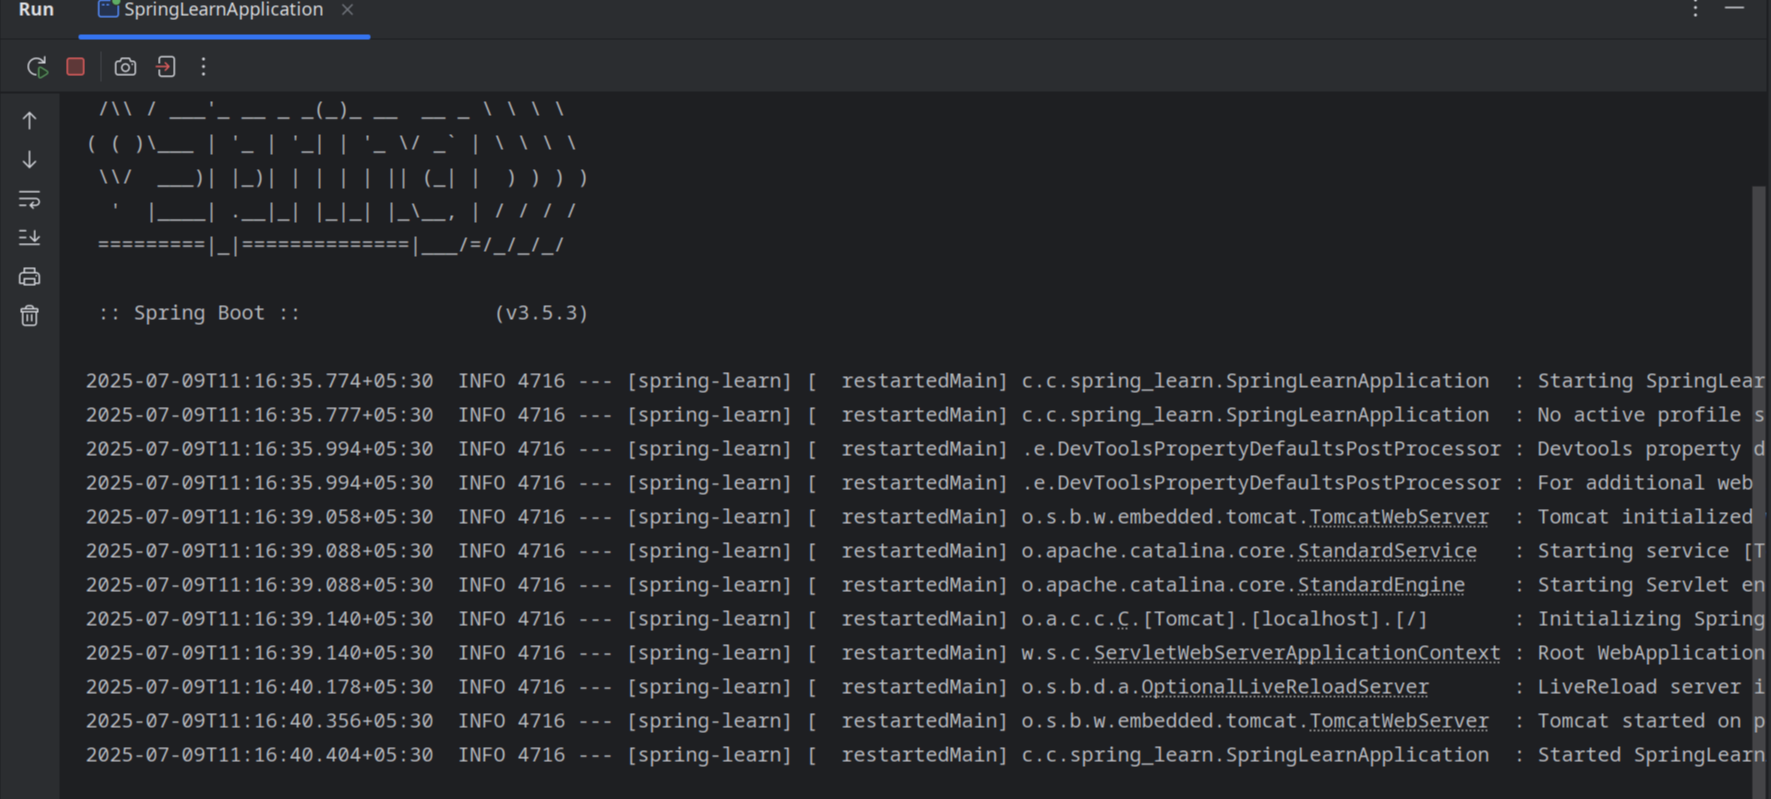 Run SpringLearnApplication
 /\\ / ___'_ __ _ _(_)_ __  __ _ \ \ \ \
( ( )\___ | '_ | '_| | '_ \/ _` | \ \ \ \
 \\/  ___)| |_)| | | | | || (_| |  ) ) ) )
  '  |____| .__|_| |_|_| |_\__, | / / / /
 =========|_|==============|___/=/_/_/_/
 :: Spring Boot ::                (v3.5.3)
2025-07-09T11:16:35.774+05:30  INFO 4716 --- [spring-learn] [  restartedMain] c.c.spring_learn.SpringLearnApplication  : Starting SpringLear
2025-07-09T11:16:35.777+05:30  INFO 4716 --- [spring-learn] [  restartedMain] c.c.spring_learn.SpringLearnApplication  : No active profile s
2025-07-09T11:16:35.994+05:30  INFO 4716 --- [spring-learn] [  restartedMain] .e.DevToolsPropertyDefaultsPostProcessor : Devtools property d
2025-07-09T11:16:35.994+05:30  INFO 4716 --- [spring-learn] [  restartedMain] .e.DevToolsPropertyDefaultsPostProcessor : For additional web
2025-07-09T11:16:39.058+05:30  INFO 4716 --- [spring-learn] [  restartedMain] o.s.b.w.embedded.tomcat.TomcatWebServer  : Tomcat initialized
2025-07-09T11:16:39.088+05:30  INFO 4716 --- [spring-learn] [  restartedMain] o.apache.catalina.core.StandardService   : Starting service [T
2025-07-09T11:16:39.088+05:30  INFO 4716 --- [spring-learn] [  restartedMain] o.apache.catalina.core.StandardEngine    : Starting Servlet en
2025-07-09T11:16:39.140+05:30  INFO 4716 --- [spring-learn] [  restartedMain] o.a.c.c.C.[Tomcat].[localhost].[/]       : Initializing Spring
2025-07-09T11:16:39.140+05:30  INFO 4716 --- [spring-learn] [  restartedMain] w.s.c.ServletWebServerApplicationContext : Root WebApplication
2025-07-09T11:16:40.178+05:30  INFO 4716 --- [spring-learn] [  restartedMain] o.s.b.d.a.OptionalLiveReloadServer       : LiveReload server i
2025-07-09T11:16:40.356+05:30  INFO 4716 --- [spring-learn] [  restartedMain] o.s.b.w.embedded.tomcat.TomcatWebServer  : Tomcat started on p
2025-07-09T11:16:40.404+05:30  INFO 4716 --- [spring-learn] [  restartedMain] c.c.spring_learn.SpringLearnApplication  : Started SpringLearn